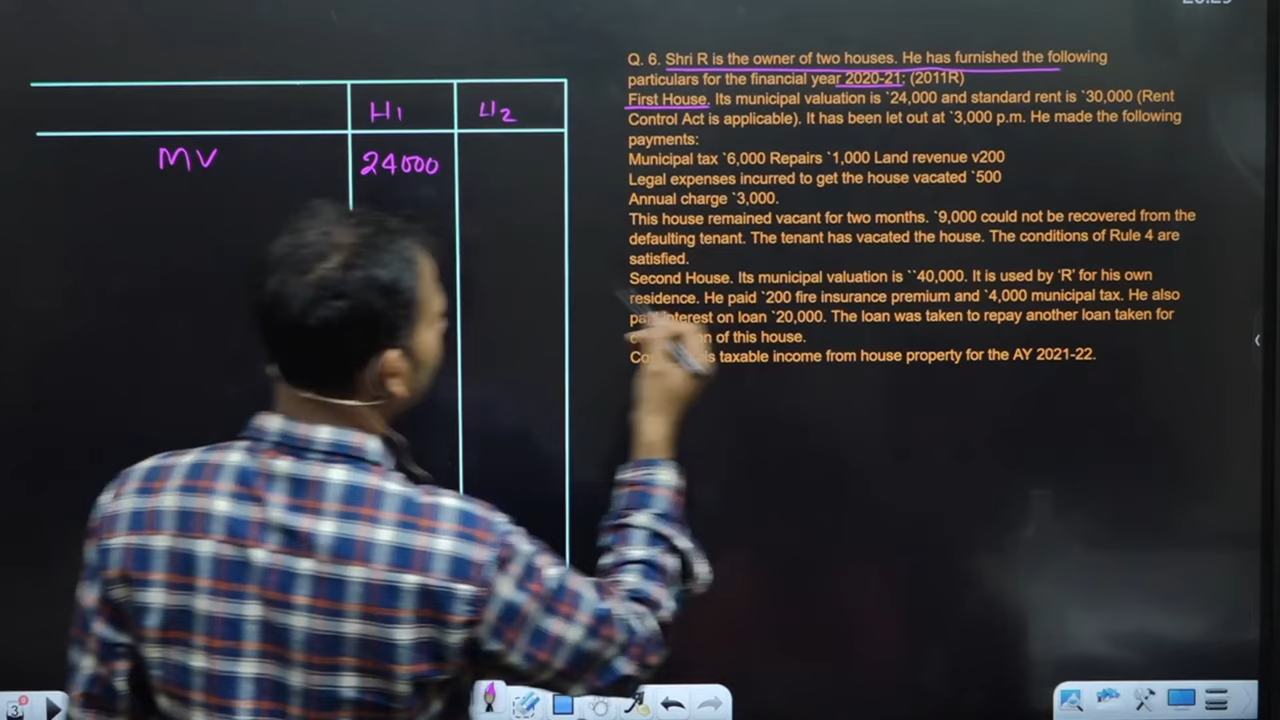 Q. 6. Shri R is the owner of two houses. He has furnished the following
particulars for the financial year 2020-21: (2011R)
First House. Its municipal valuation is `24,000 and standard rent is `30,000 (Rent
Control Act is applicable). It has been let out at `3,000 p.m. He made the following
payments:
Municipal tax `6,000 Repairs `1,000 Land revenue v200
Legal expenses incurred to get the house vacated `500
Annual charge `3,000.
This house remained vacant for two months. `9,000 could not be recovered from the
defaulting tenant. The tenant has vacated the house. The conditions of Rule 4 are
satisfied.
Second House. Its municipal valuation is ``40,000. It is used by ‘R’ for his own
residence. He paid `200 fire insurance premium and `4,000 municipal tax. He also
interest on loan `20,000. The loan was taken to repay another loan taken for
of this house.
taxable income from house property for the AY 2021-22.
H1 H2
MV 24000
3